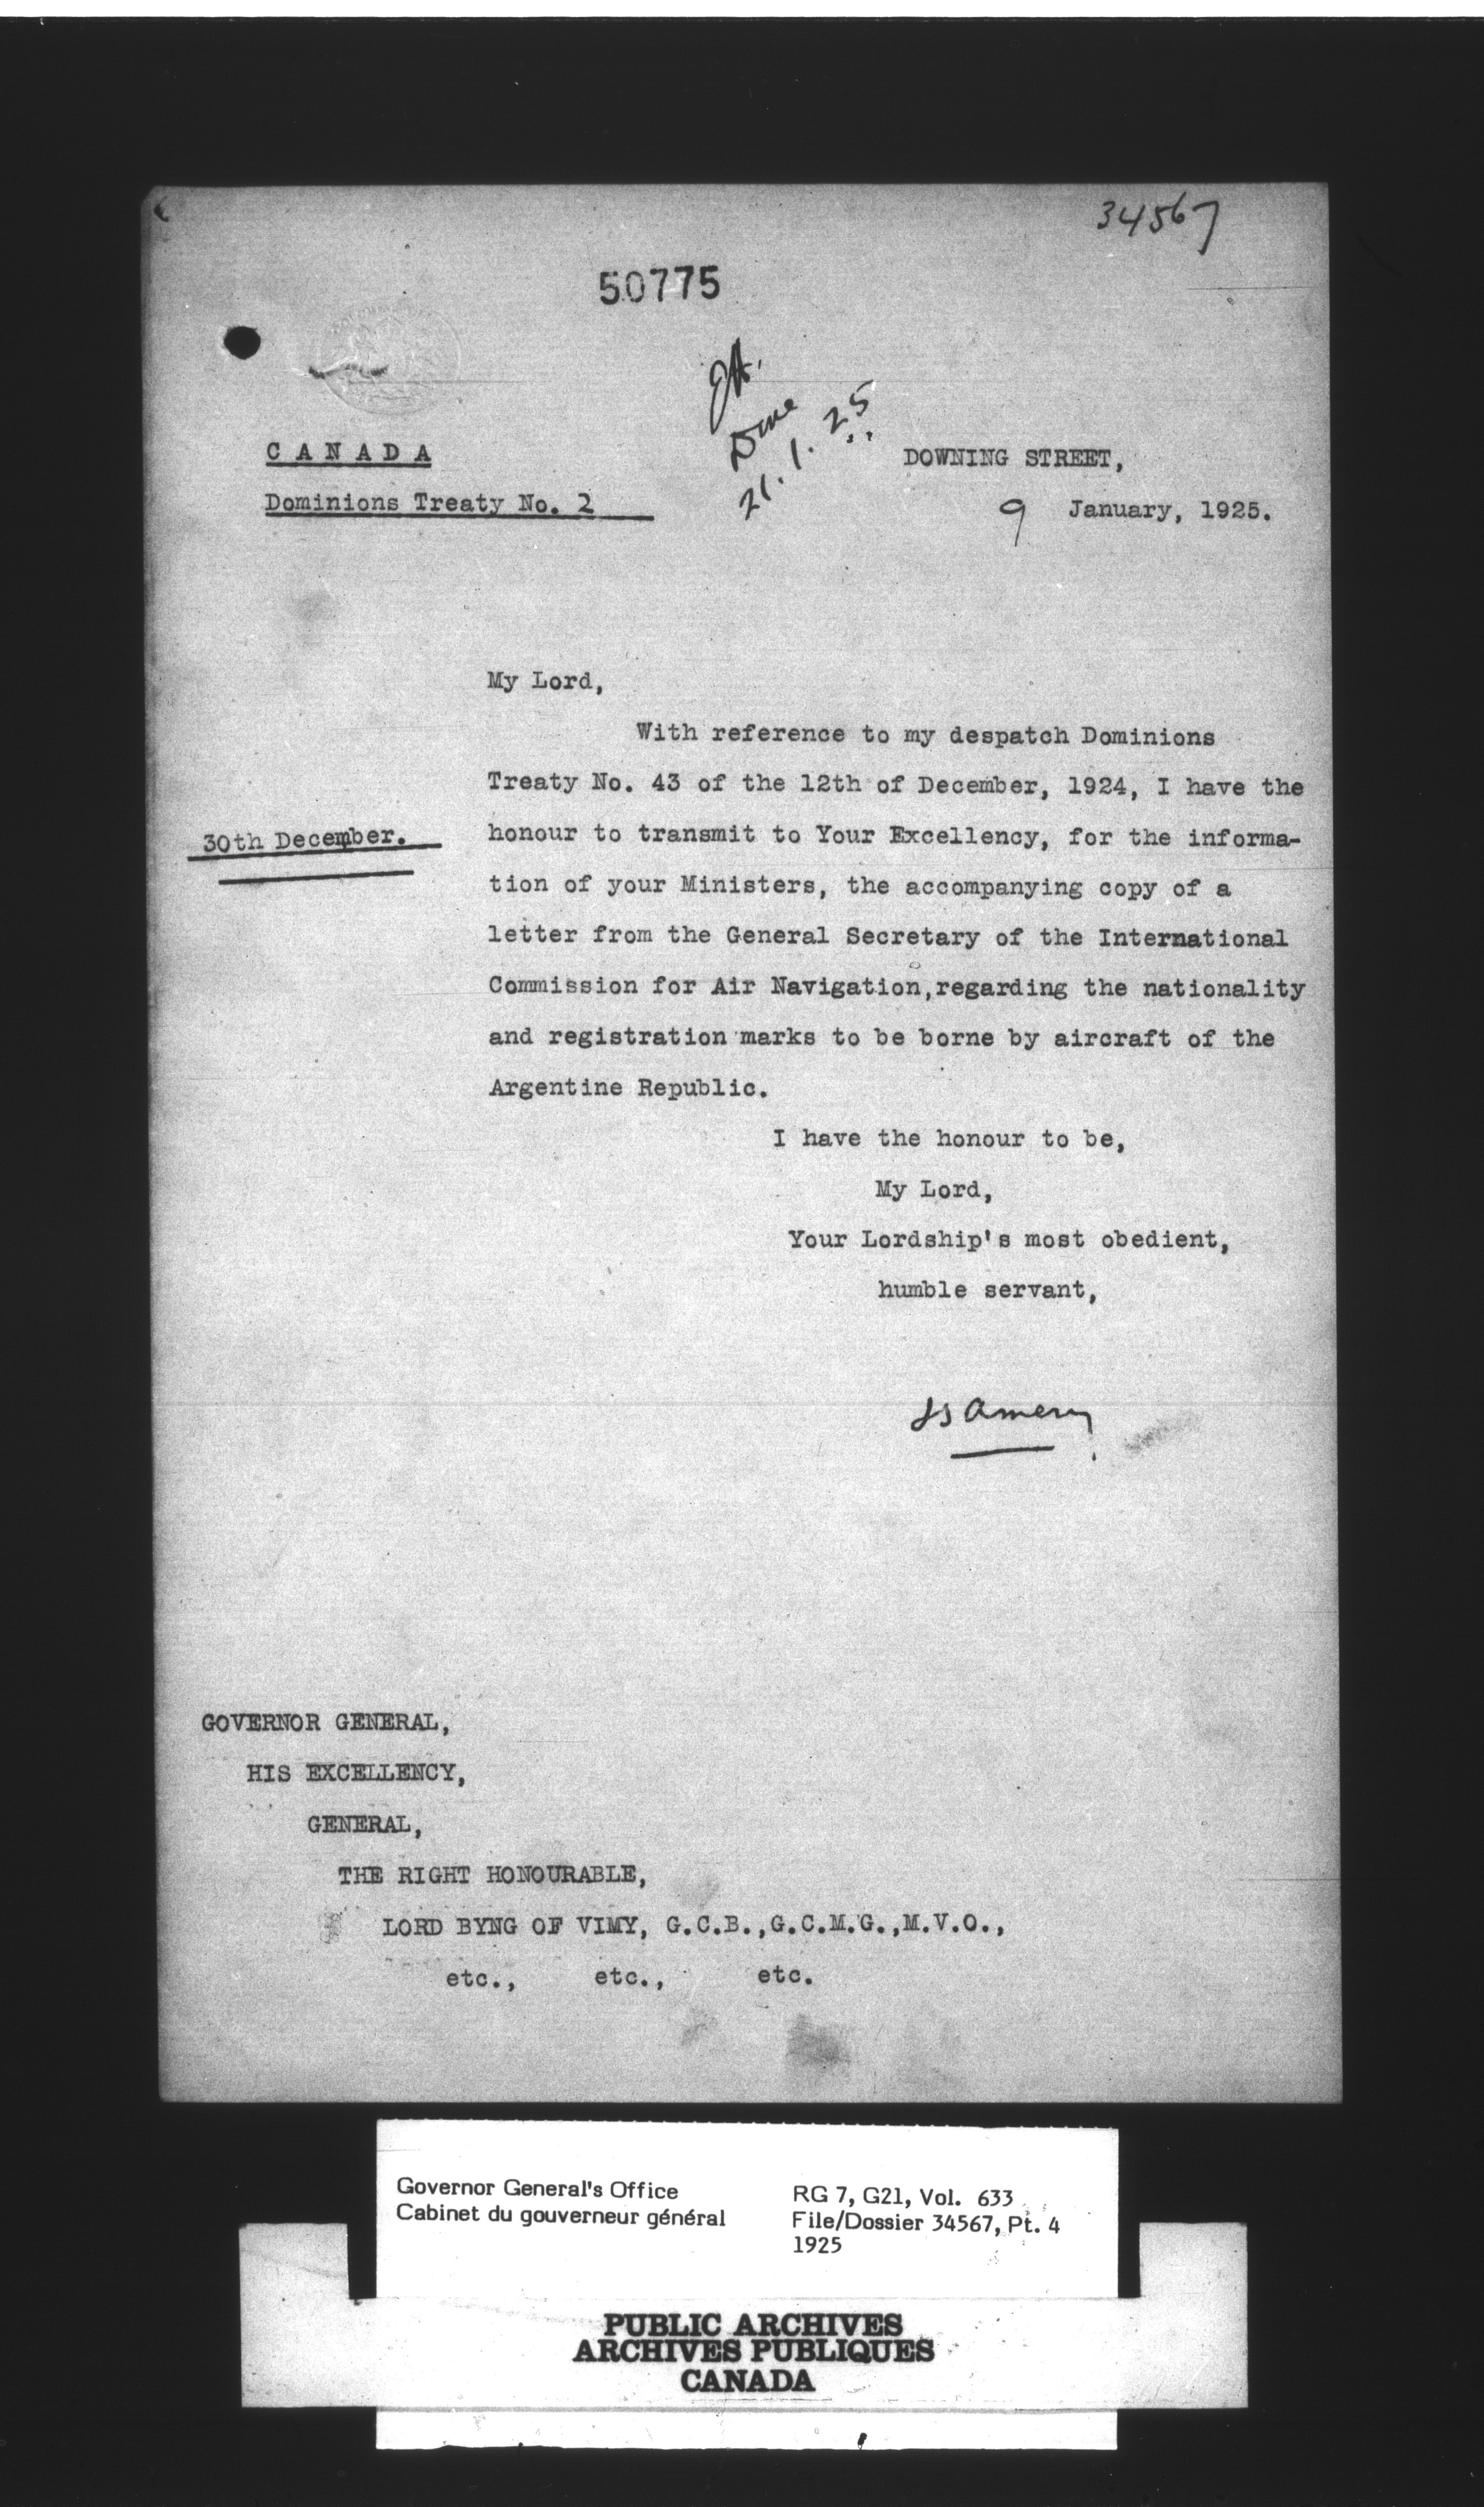 34567
50775
Done
21.1.25
CANADA
Dominions Treaty No. 2
DOWNING STREET,
9 January, 1925.
My Lord,
With reference to my despatch Dominions
Treaty No. 43 of the 12th of December, 1924, I have the
30th December.
honour to transmit to Your Excellency, for the informa-
tion of your Ministers, the accompanying copy of a
letter from the General Secretary of the International
Commission for Air Navigation,regarding the nationality
and registration marks to be borne by aircraft of the
Argentine Republic.
I have the honour to be,
My Lord,
Your Lordship's most obedient,
humble servant,
LS Amery
GOVERNOR GENERAL,
HIS EXCELLENCY,
GENERAL,
THE RIGHT HONOURABLE,
LORD BYNG OF VIMY, G.C.B.,G.C.M.G.,M.V.O.,
etc., etc., etc.
Governor General's Office
Cabinet du gouverneur général
RG 7, G21, Vol. 633
File/Dossier 34567, Pt. 4
1925
PUBLIC ARCHIVES
ARCHIVES PUBLIQUES
CANADA